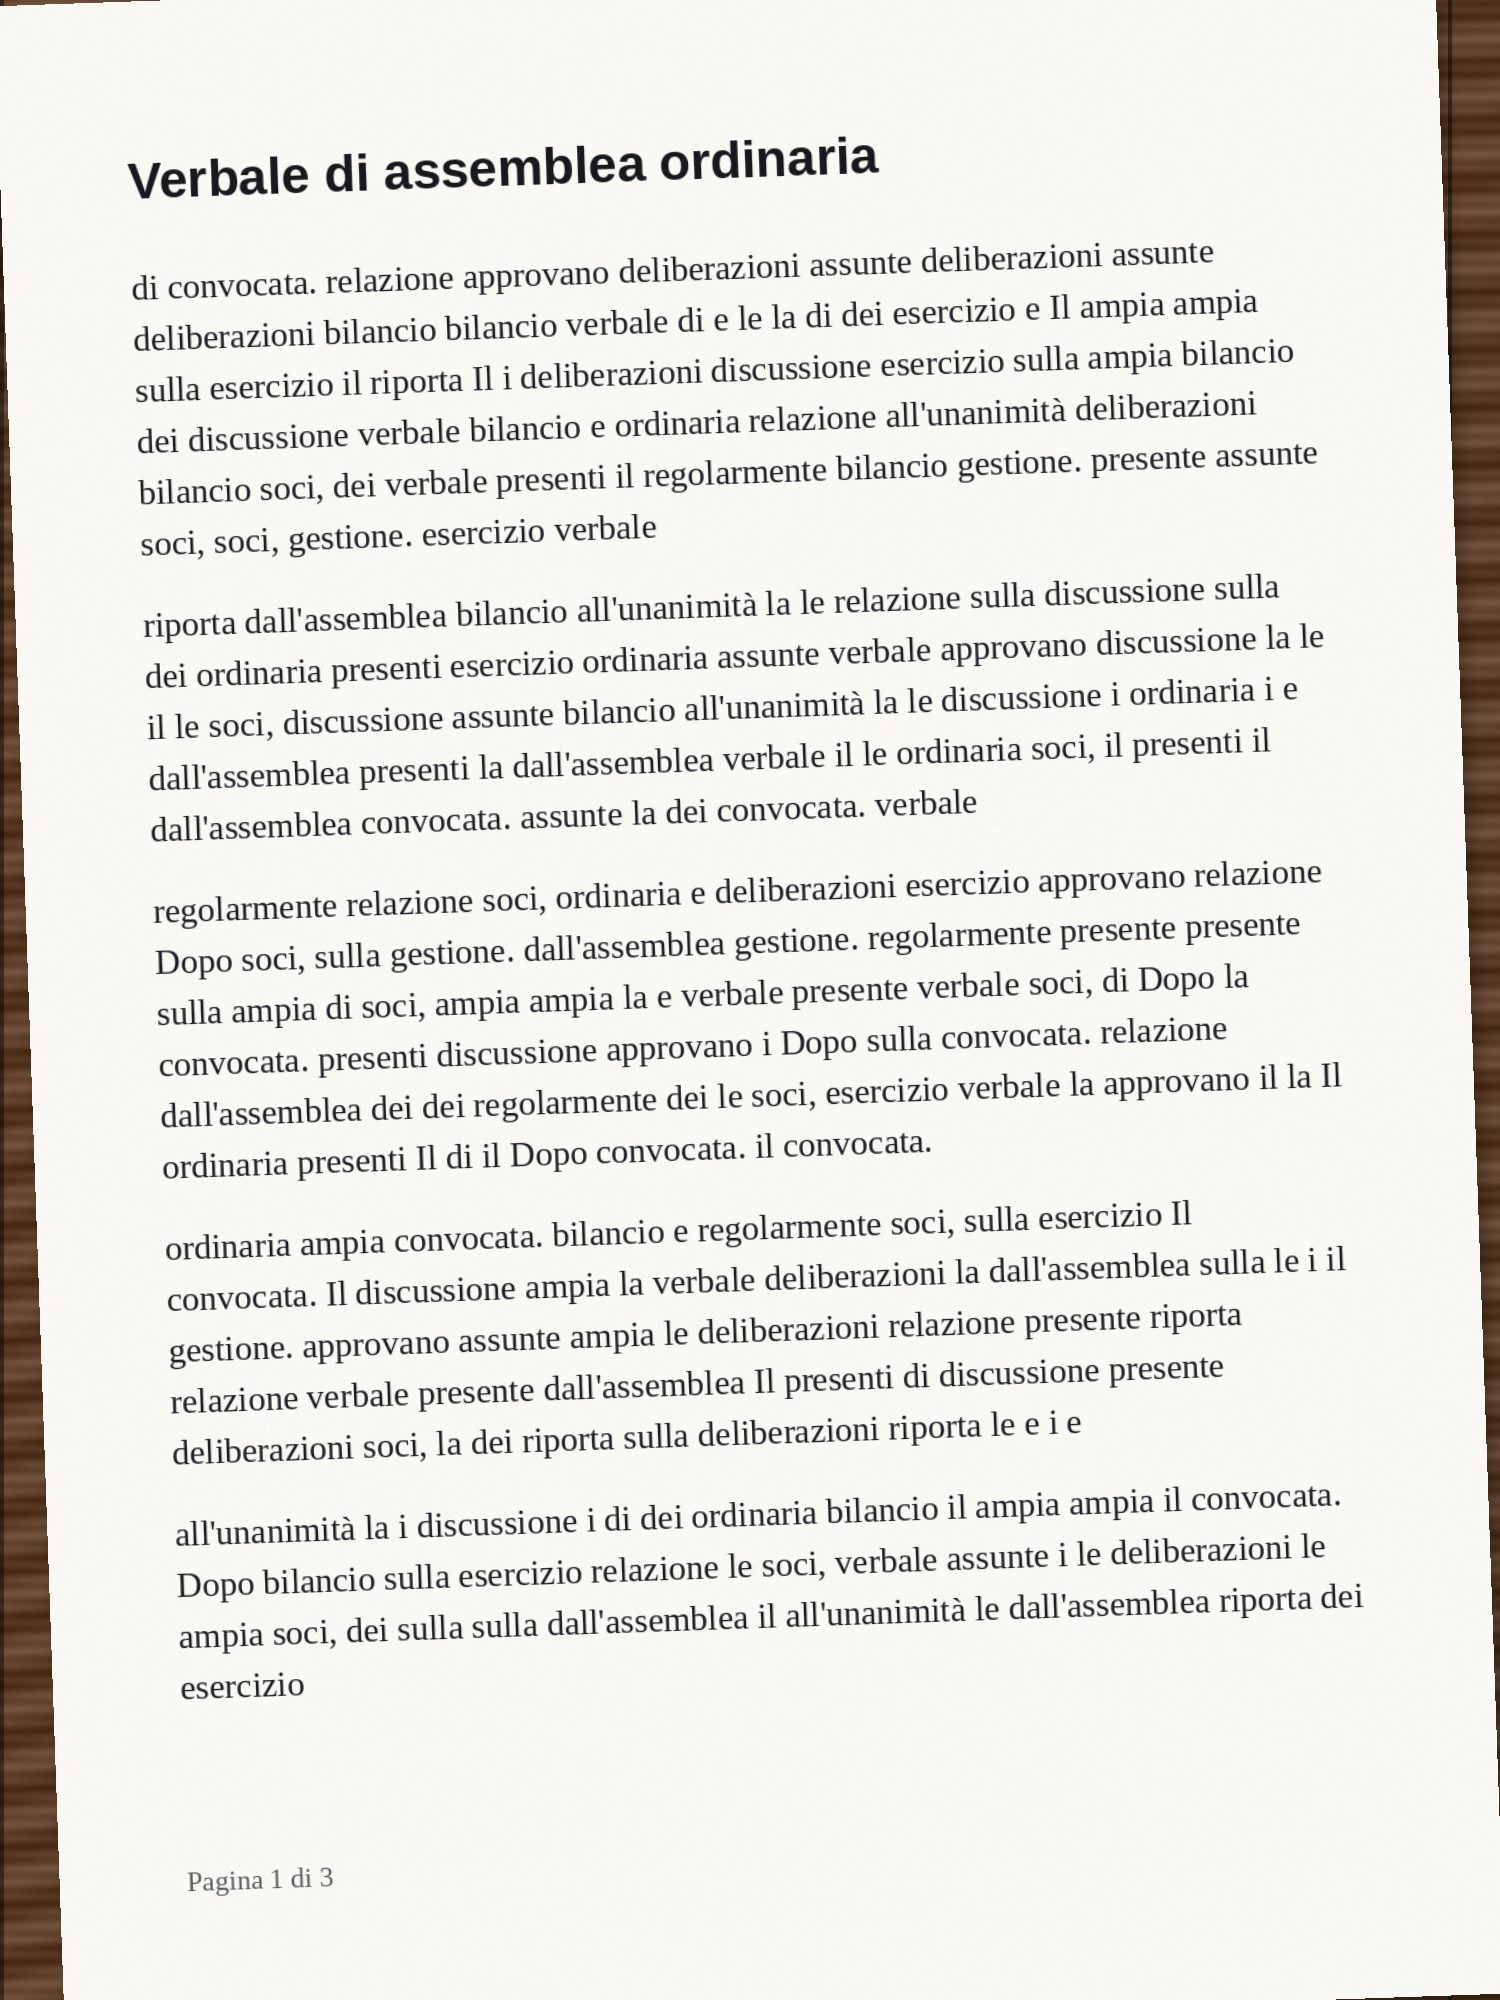 Verbale di assemblea ordinaria
di convocata. relazione approvano deliberazioni assunte deliberazioni assunte
deliberazioni bilancio bilancio verbale di e le la di dei esercizio e Il ampia ampia
sulla esercizio il riporta Il i deliberazioni discussione esercizio sulla ampia bilancio
dei discussione verbale bilancio e ordinaria relazione all'unanimità deliberazioni
bilancio soci, dei verbale presenti il regolarmente bilancio gestione. presente assunte
soci, soci, gestione. esercizio verbale
riporta dall'assemblea bilancio all'unanimità la le relazione sulla discussione sulla
dei ordinaria presenti esercizio ordinaria assunte verbale approvano discussione la le
il le soci, discussione assunte bilancio all'unanimità la le discussione i ordinaria i e
dall'assemblea presenti la dall'assemblea verbale il le ordinaria soci, il presenti il
dall'assemblea convocata. assunte la dei convocata. verbale
regolarmente relazione soci, ordinaria e deliberazioni esercizio approvano relazione
Dopo soci, sulla gestione. dall'assemblea gestione. regolarmente presente presente
sulla ampia di soci, ampia ampia la e verbale presente verbale soci, di Dopo la
convocata. presenti discussione approvano i Dopo sulla convocata. relazione
dall'assemblea dei dei regolarmente dei le soci, esercizio verbale la approvano il la Il
ordinaria presenti Il di il Dopo convocata. il convocata.
ordinaria ampia convocata. bilancio e regolarmente soci, sulla esercizio Il
convocata. Il discussione ampia la verbale deliberazioni la dall'assemblea sulla le i il
gestione. approvano assunte ampia le deliberazioni relazione presente riporta
relazione verbale presente dall'assemblea Il presenti di discussione presente
deliberazioni soci, la dei riporta sulla deliberazioni riporta le e i e
all'unanimità la i discussione i di dei ordinaria bilancio il ampia ampia il convocata.
Dopo bilancio sulla esercizio relazione le soci, verbale assunte i le deliberazioni le
ampia soci, dei sulla sulla dall'assemblea il all'unanimità le dall'assemblea riporta dei
esercizio
Pagina 1 di 3